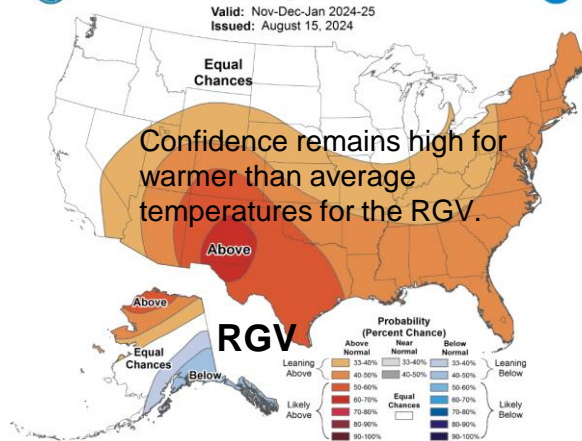 Valid: Nov-Dec-Jan 2024-25
Issued: August 15, 2024
Equal
Chances
Confidence remains high for
warmer than average
temperatures for the RGV.
Above
Above
Equal
Chances
Below
RGV
Probability
(Percent Chance)
Above
Normal
Near
Normal
Below
Normal
Leaning
Above
33-40%
40-50%
33-40%
40-50%
33-40%
40-50%
Leaning
Below
Likely
Above
50-60%
60-70%
70-80%
80-90%
90-100%
Equal
Chances
50-60%
60-70%
70-80%
80-90%
90-100%
Likely
Below